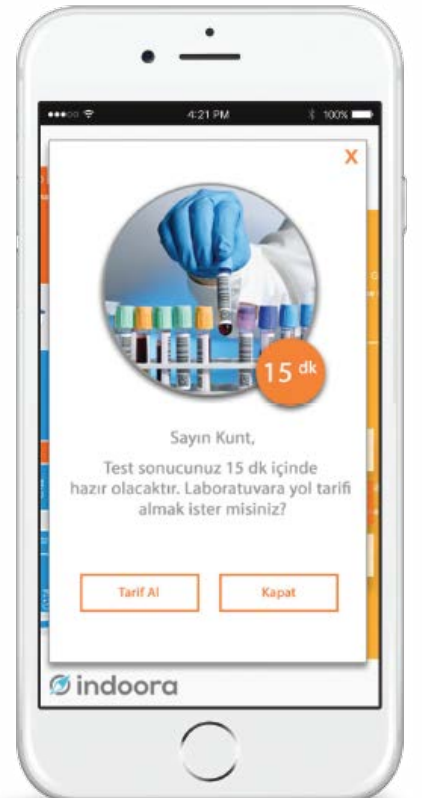 4:21 PM
100%
X
15 dk
Sayın Kunt,
Test sonucunuz 15 dk içinde
hazır olacaktır. Laboratuvara yol tarifi
almak ister misiniz?
Tarif Al
Kapat
indoora